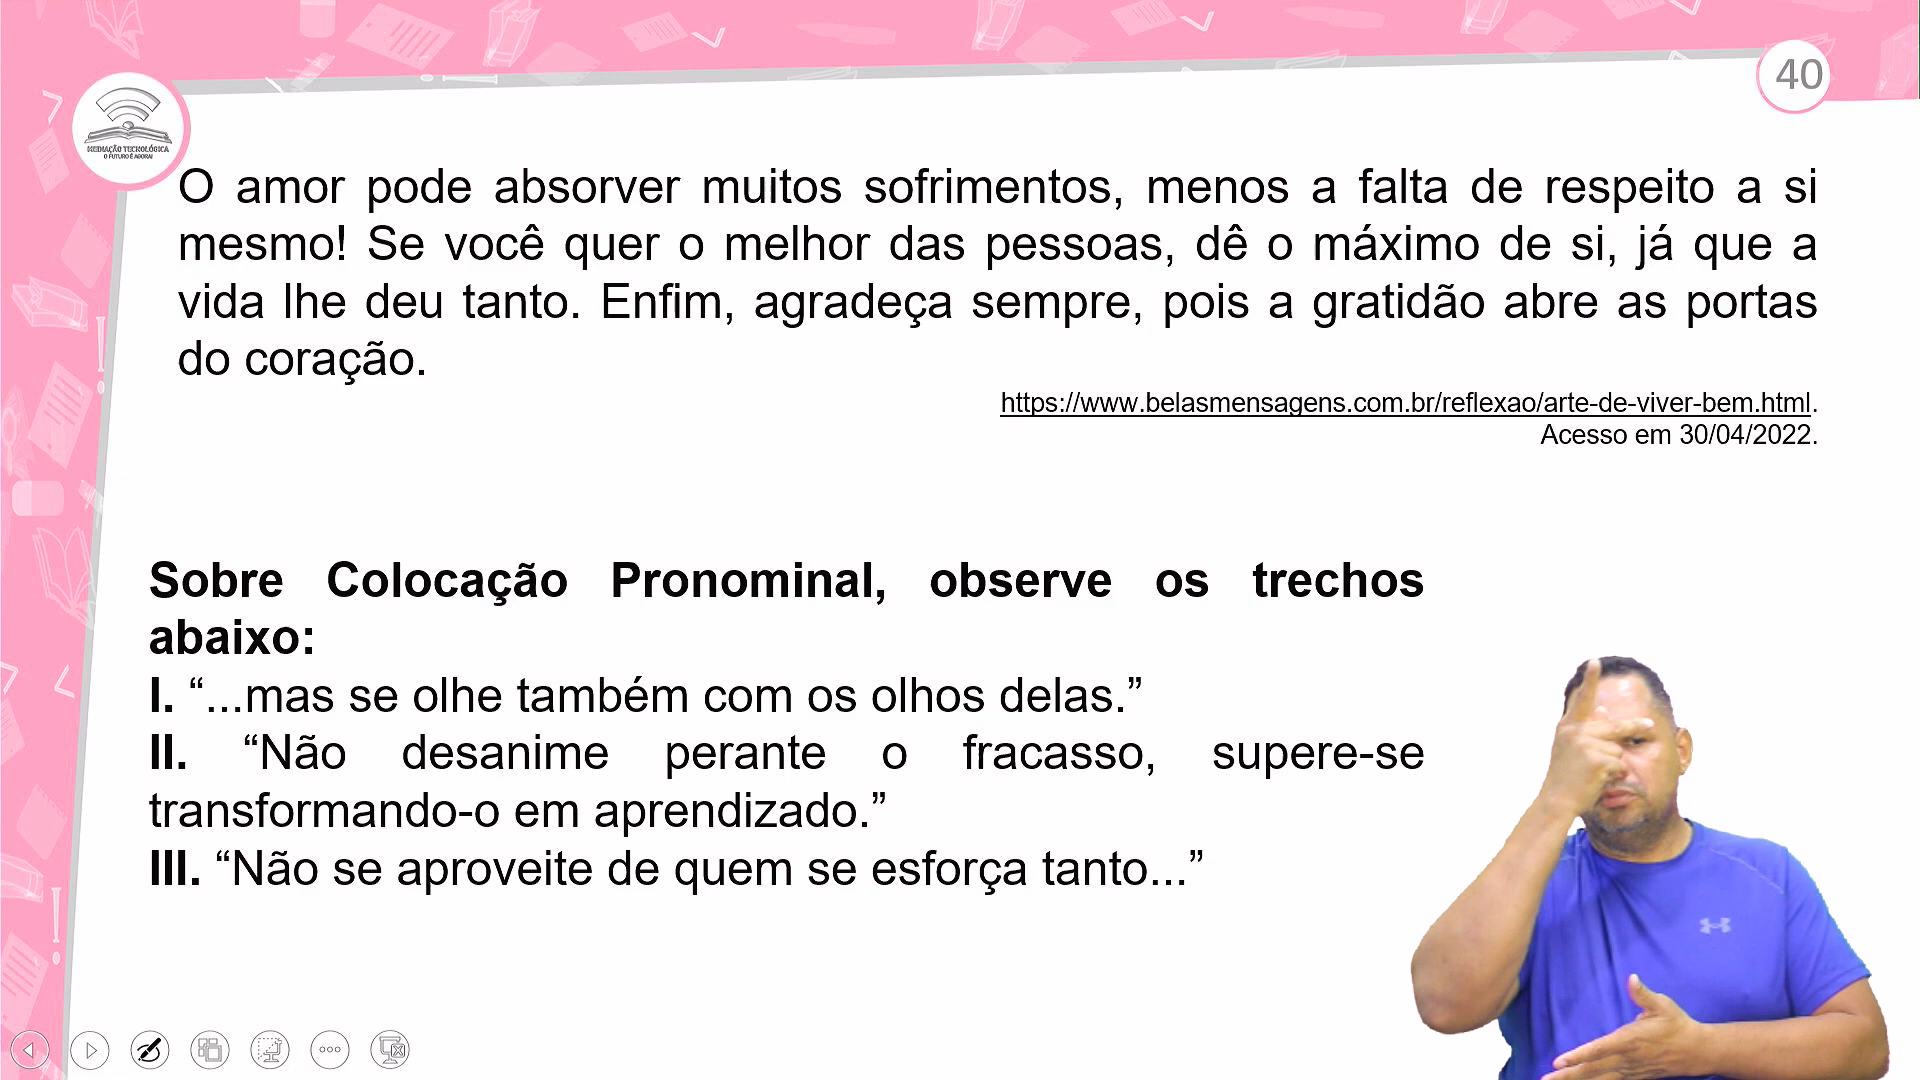 40
MEDIAÇÃO TECNOLÓGICA
O FUTURO É AGORA!
O amor pode absorver muitos sofrimentos, menos a falta de respeito a si
mesmo! Se você quer o melhor das pessoas, dê o máximo de si, já que a
vida lhe deu tanto. Enfim, agradeça sempre, pois a gratidão abre as portas
do coração.
https://www.belasmensagens.com.br/reflexao/arte-de-viver-bem.html.
Acesso em 30/04/2022.
Sobre Colocação Pronominal, observe os trechos
abaixo:
I. “...mas se olhe também com os olhos delas.”
II. “Não desanime perante o fracasso, supere-se
transformando-o em aprendizado.”
III. “Não se aproveite de quem se esforça tanto...”